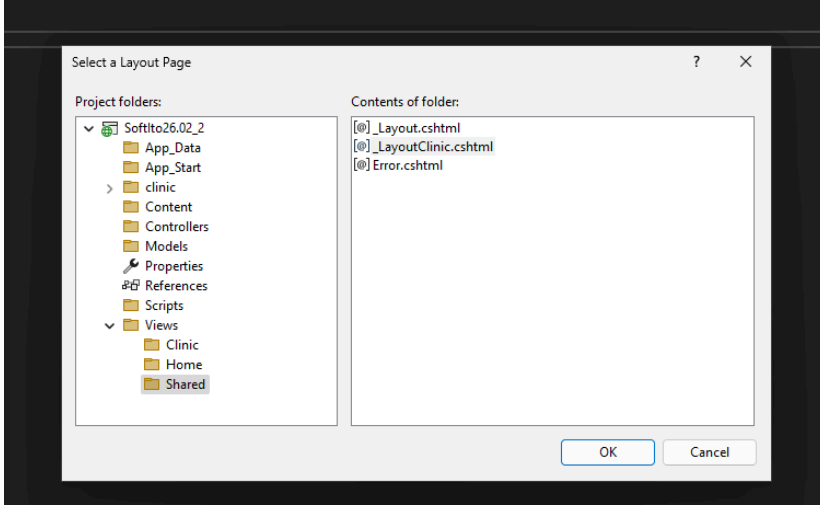 Select a Layout Page
?
Project folders:
SoftIto26.02_2
App_Data
App_Start
clinic
Content
Controllers
Models
Properties
References
Scripts
Views
Clinic
Home
Shared
Contents of folder:
[@] _Layout.cshtml
[@] _LayoutClinic.cshtml
[@] Error.cshtml
OK
Cancel